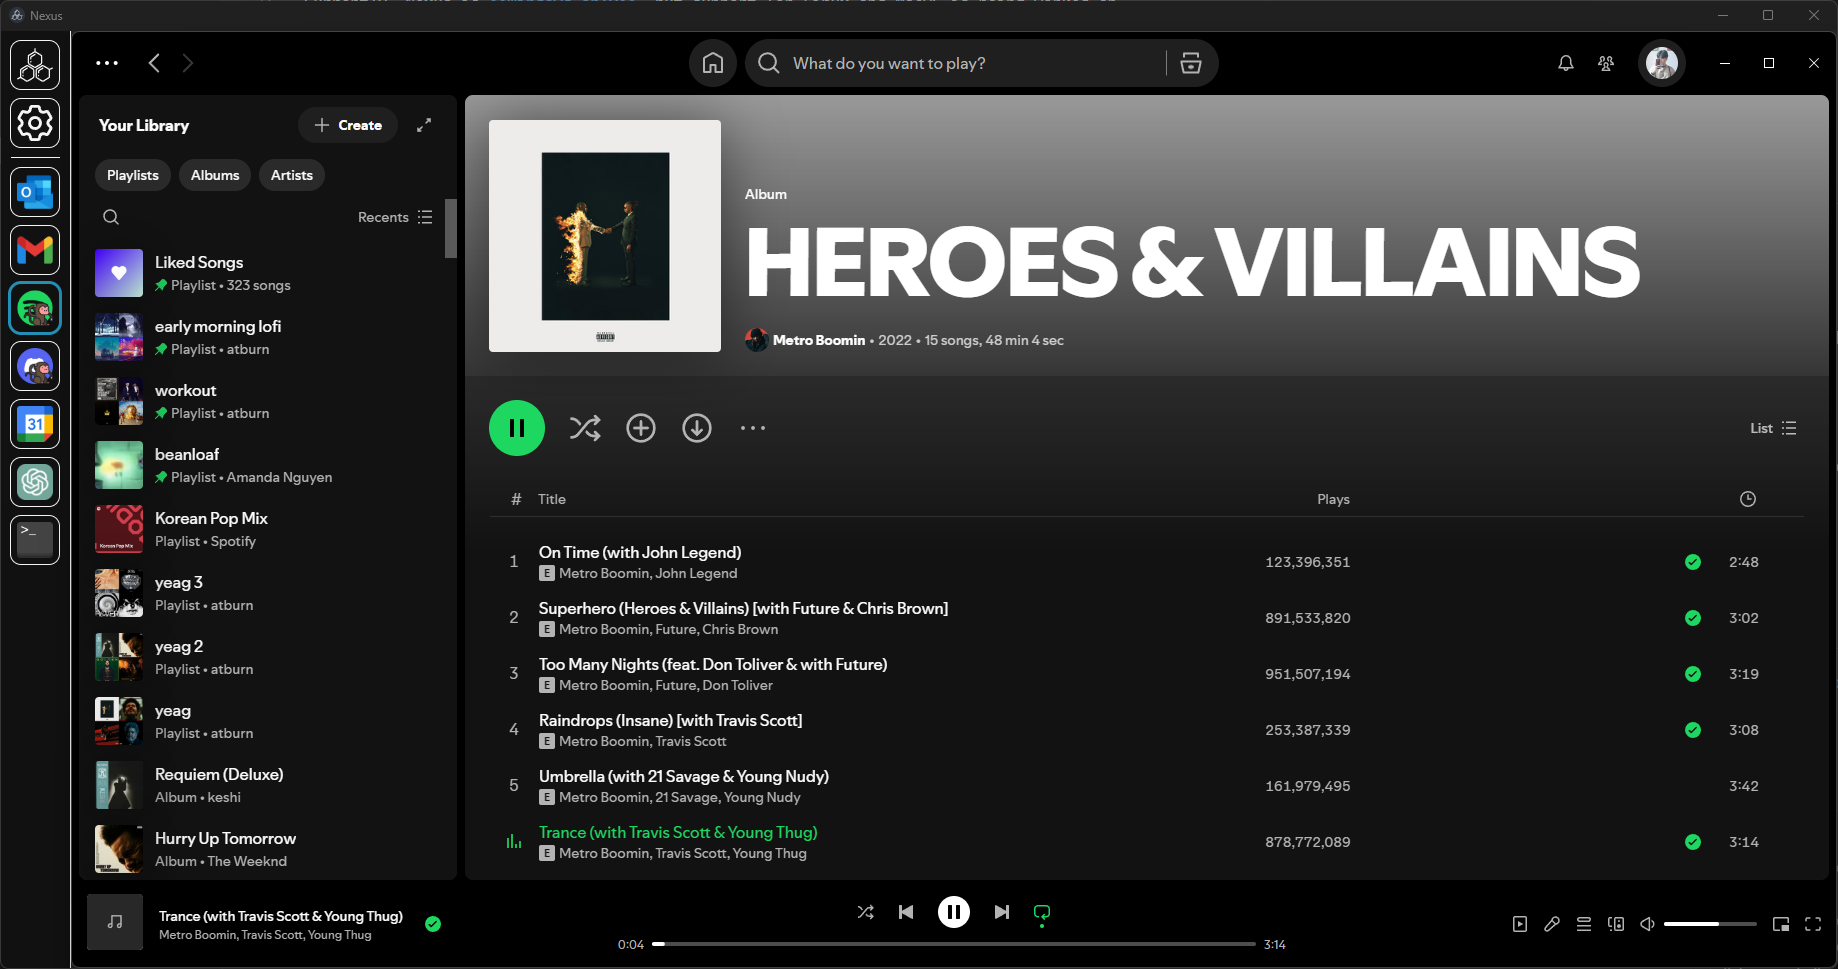 Nexus
What do you want to play?
Your Library
Create
Playlists
Albums
Artists
Recents
Liked Songs
Playlist • 323 songs
early morning lofi
Playlist • atburn
workout
Playlist • atburn
beanloaf
Playlist • Amanda Nguyen
Korean Pop Mix
Playlist • Spotify
yeag 3
Playlist • atburn
yeag 2
Playlist • atburn
yeag
Playlist • atburn
Requiem (Deluxe)
Album • keshi
Hurry Up Tomorrow
Album • The Weeknd
31
>_
Album
HEROES & VILLAINS
Metro Boomin • 2022 • 15 songs, 48 min 4 sec
List
# Title Plays
1 On Time (with John Legend) 123,396,351 2:48
E Metro Boomin, John Legend
2 Superhero (Heroes & Villains) [with Future & Chris Brown] 891,533,820 3:02
E Metro Boomin, Future, Chris Brown
3 Too Many Nights (feat. Don Toliver & with Future) 951,507,194 3:19
E Metro Boomin, Future, Don Toliver
4 Raindrops (Insane) [with Travis Scott] 253,387,339 3:08
E Metro Boomin, Travis Scott
5 Umbrella (with 21 Savage & Young Nudy) 161,979,495 3:42
E Metro Boomin, 21 Savage, Young Nudy
Trance (with Travis Scott & Young Thug) 878,772,089 3:14
E Metro Boomin, Travis Scott, Young Thug
Trance (with Travis Scott & Young Thug)
Metro Boomin, Travis Scott, Young Thug
0:04 3:14